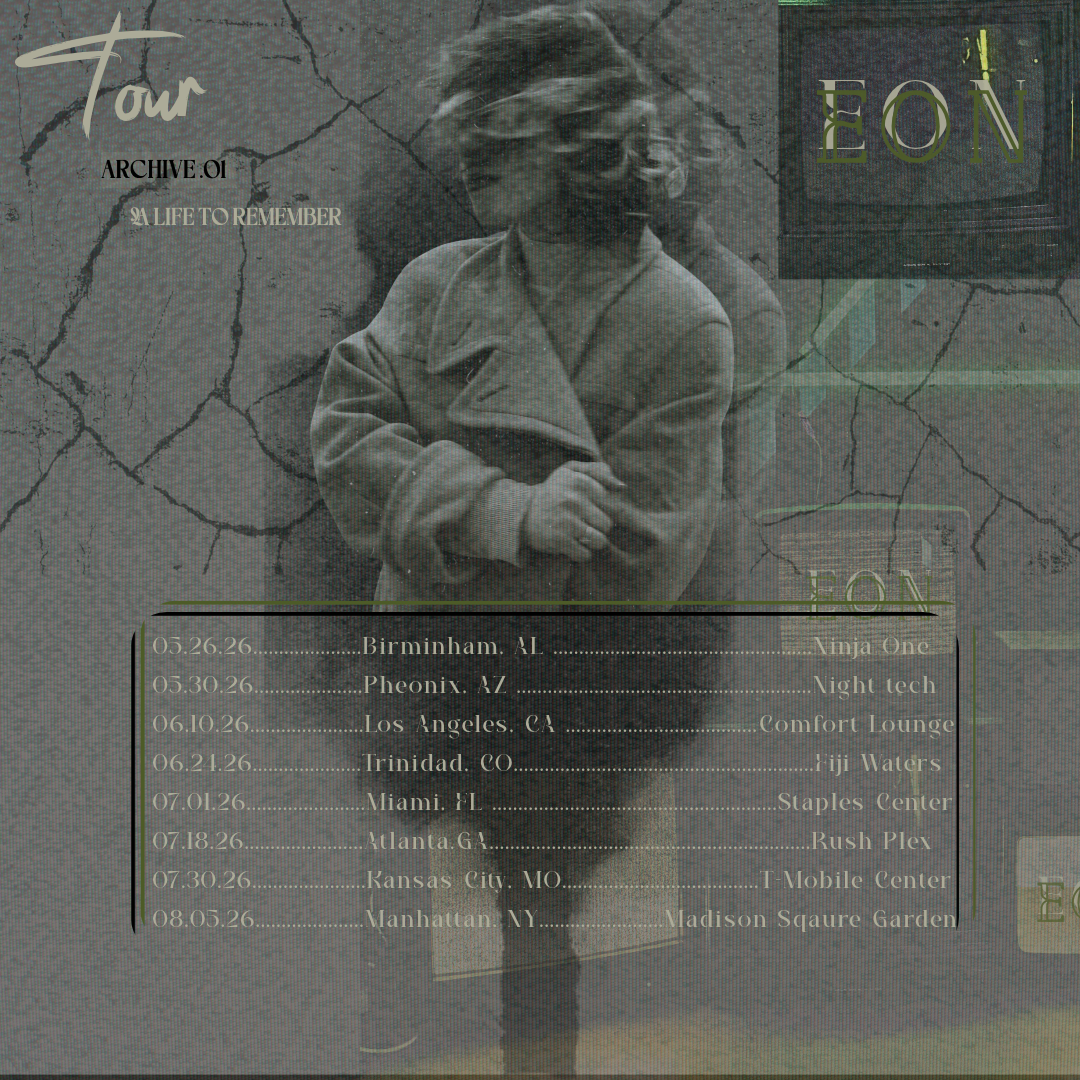 Tour
ARCHIVE .01
A LIFE TO REMEMBER
EON
EON
05.26.26.....................Birminham, AL ..................................................Ninja One
05.30.26.....................Pheonix, AZ .........................................................Night tech
06.10.26.....................Los Angeles, CA .....................................Comfort Lounge
06.24.26.....................Trinidad, CO..........................................................Fiji Waters
07.01.26.......................Miami, FL .......................................................Staples Center
07.18.26.......................Atlanta,GA..............................................................Rush Plex
07.30.26......................Kansas City, MO......................................T-Mobile Center
08.05.26.....................Manhattan, NY........................Madison Sqaure Garden